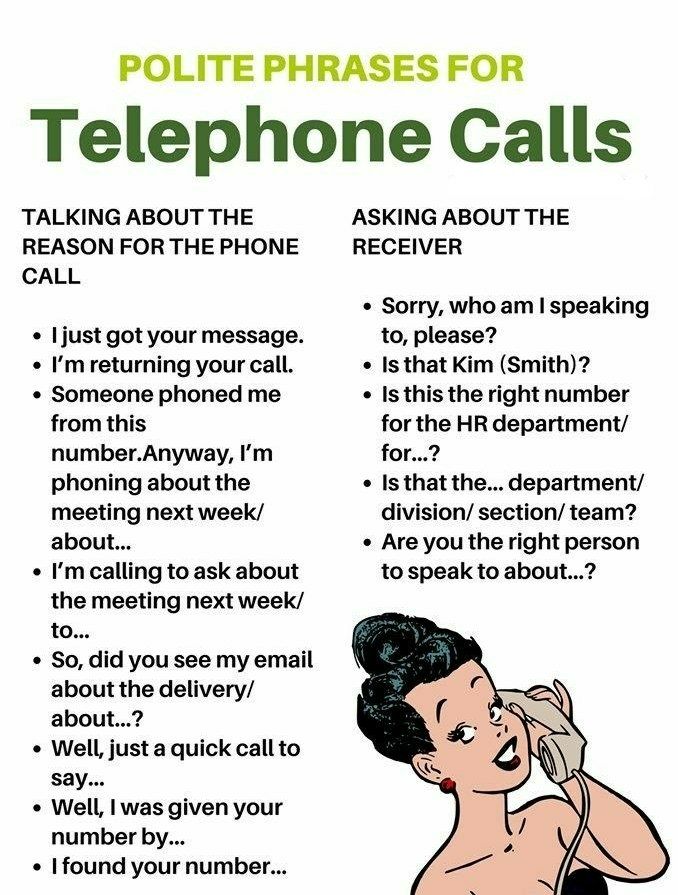 POLITE PHRASES FOR
Telephone Calls
TALKING ABOUT THE
REASON FOR THE PHONE
CALL
• I just got your message.
• I’m returning your call.
• Someone phoned me
from this
number.Anyway, I’m
phoning about the
meeting next week/
about...
• I’m calling to ask about
the meeting next week/
to...
• So, did you see my email
about the delivery/
about...?
• Well, just a quick call to
say...
• Well, I was given your
number by...
• I found your number...
ASKING ABOUT THE
RECEIVER
• Sorry, who am I speaking
to, please?
• Is that Kim (Smith)?
• Is this the right number
for the HR department/
for...?
• Is that the... department/
division/ section/ team?
• Are you the right person
to speak to about...?